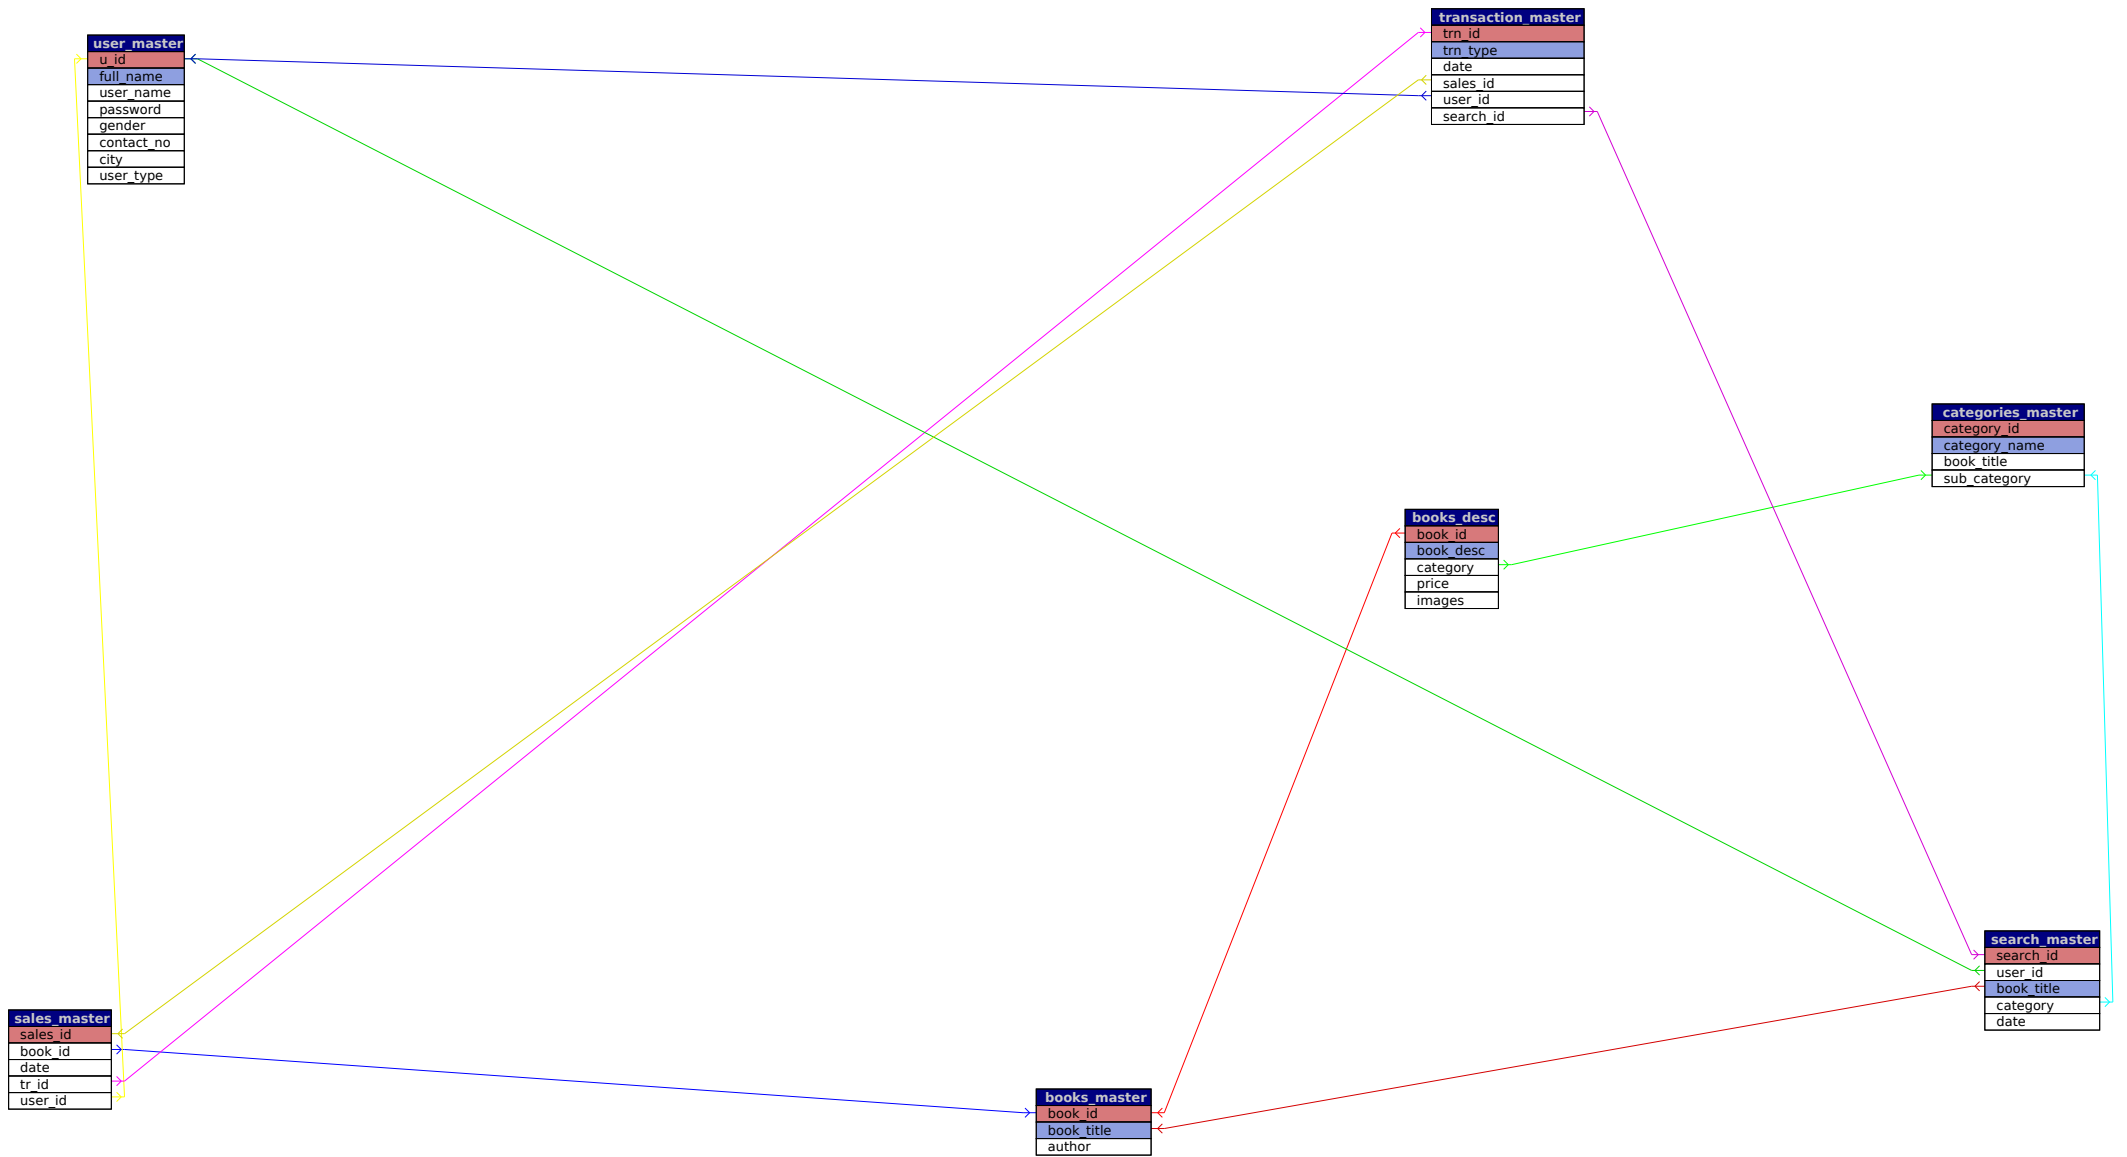 user_master
u_id
full_name
user_name
password
gender
contact_no
city
user_type
transaction_master
trn_id
trn_type
date
sales_id
user_id
search_id
categories_master
category_id
category_name
book_title
sub_category
books_desc
book_id
book_desc
category
price
images
search_master
search_id
user_id
book_title
category
date
sales_master
sales_id
book_id
date
tr_id
user_id
books_master
book_id
book_title
author